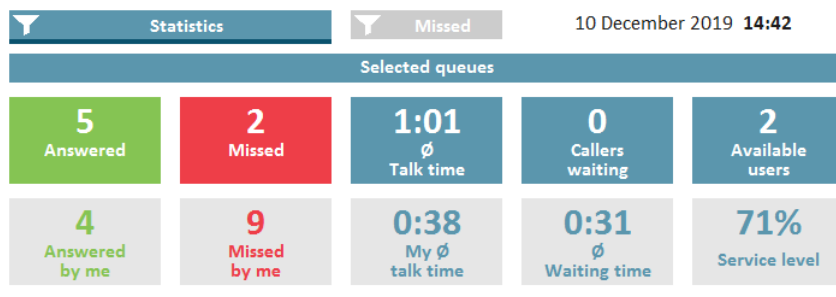 Statistics
Missed
10 December 2019 14:42
Selected queues
5
Answered
2
Missed
1:01
Ø
Talk time
0
Callers
waiting
2
Available
users
4
Answered
by me
9
Missed
by me
0:38
My Ø
talk time
0:31
Ø
Waiting time
71%
Service level